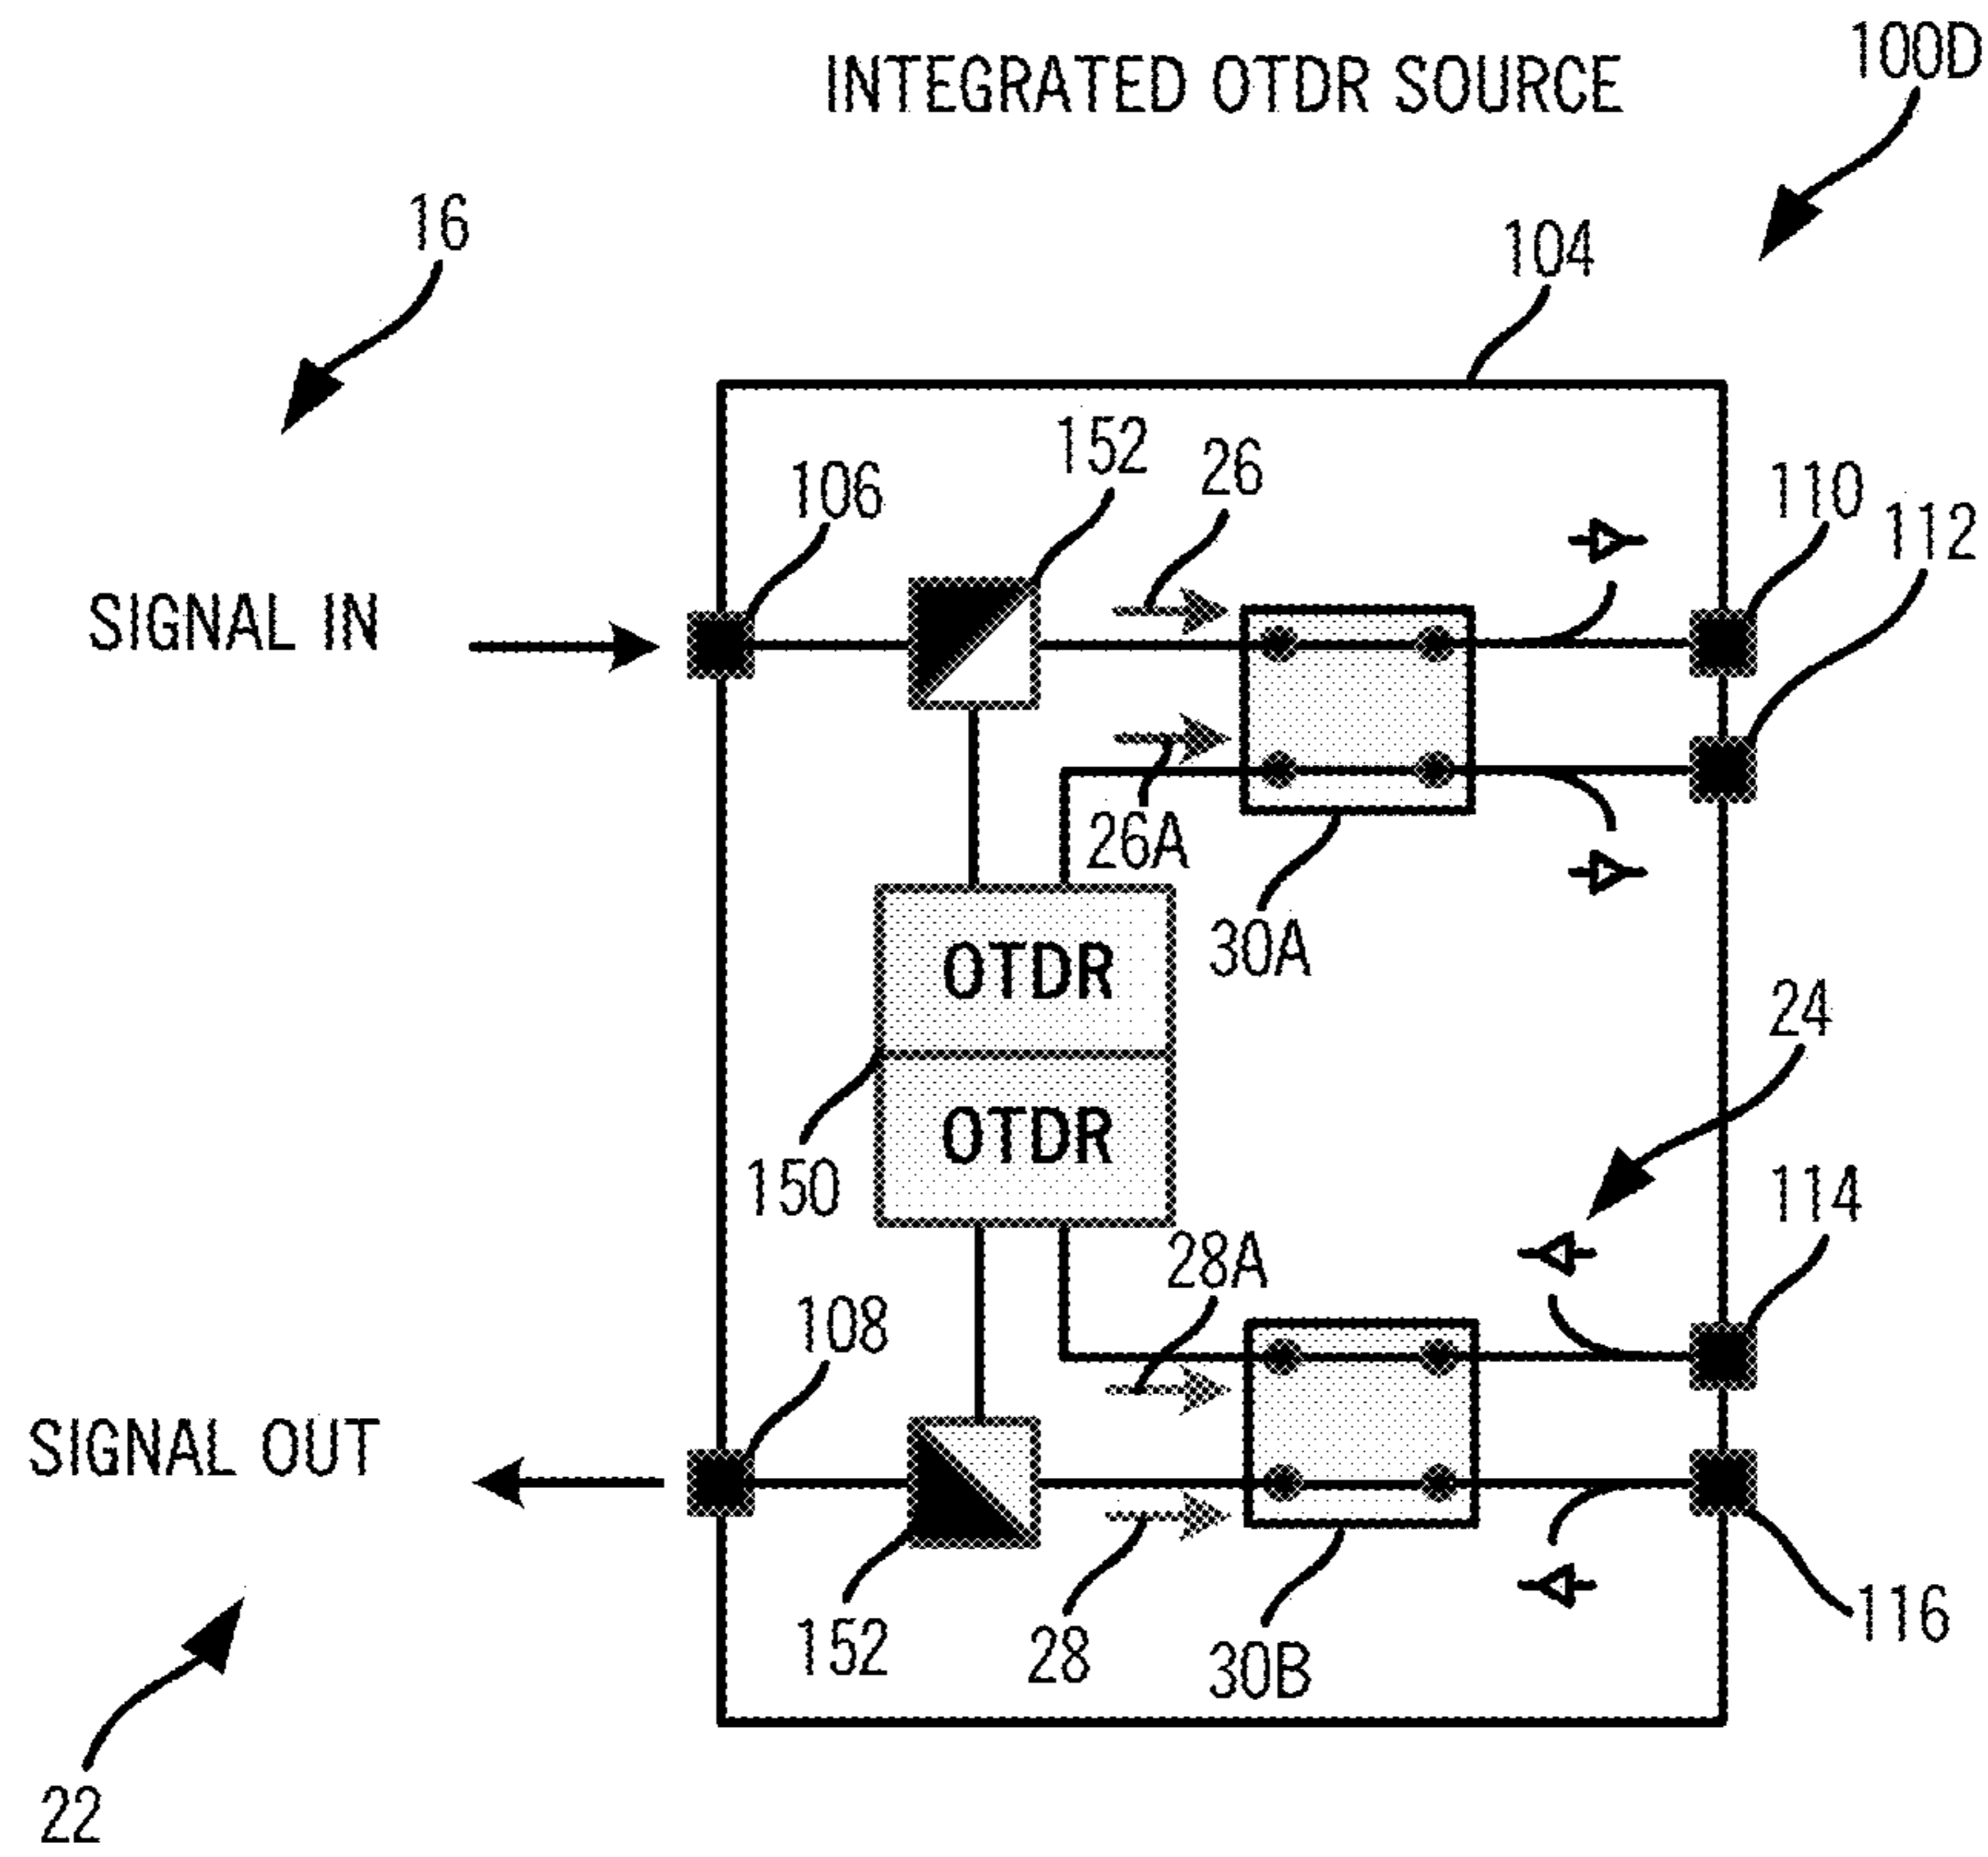 INTEGRATED OTDR SOURCE
100D
16
104
152
26
106
110
112
SIGNAL IN
26A
30A
OTDR
24
OTDR
150
114
28A
108
SIGNAL OUT
152
28
30B
116
22